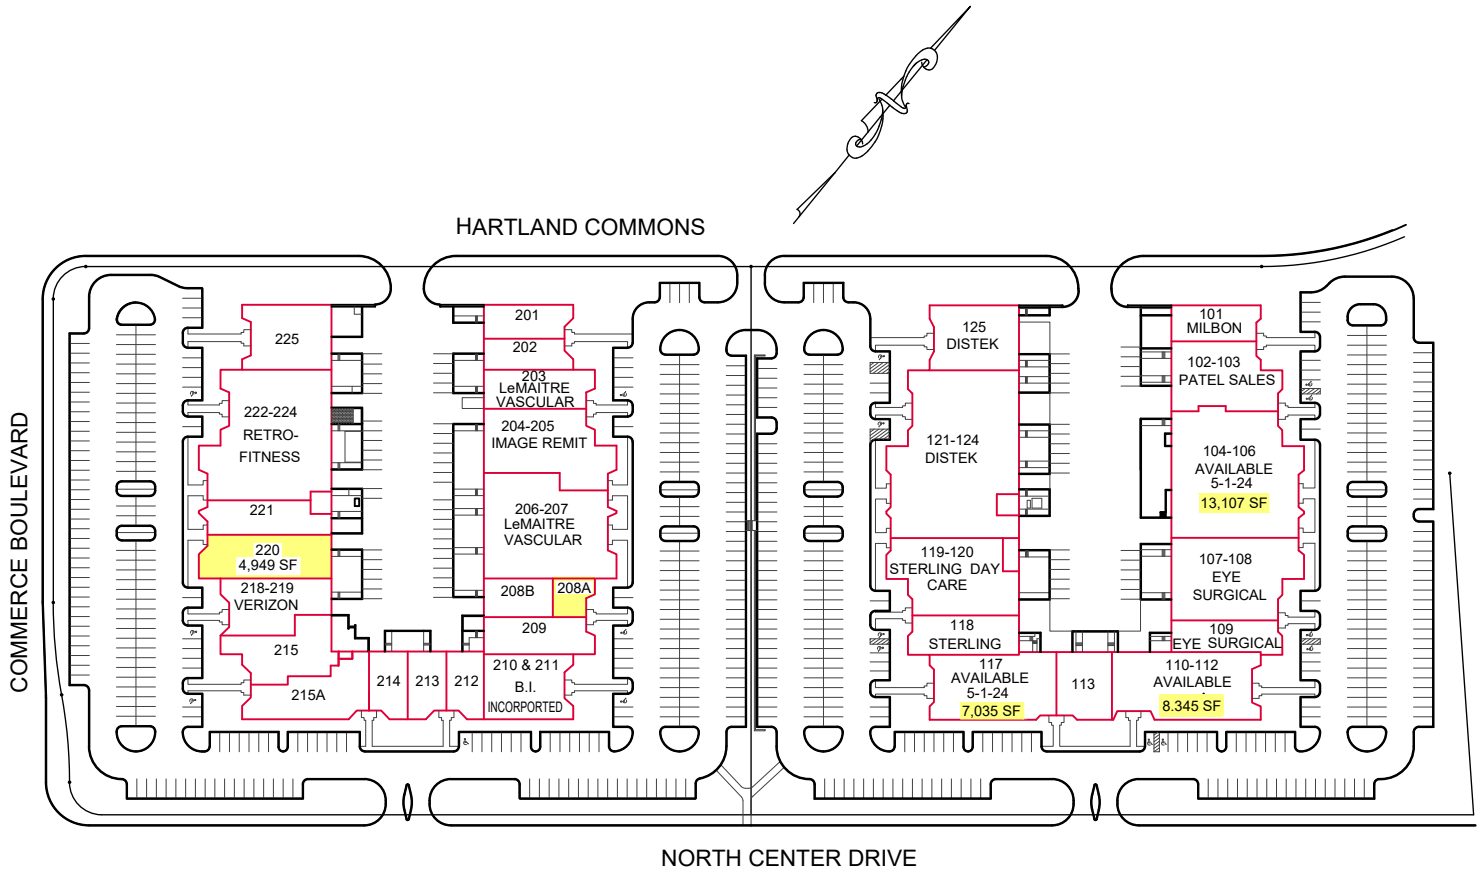 HARTLAND COMMONS
COMMERCE BOULEVARD
225
222-224
RETRO-
FITNESS
221
220
4,949 SF
218-219
VERIZON
215
215A
214
213
212
201
202
203
LeMAITRE
VASCULAR
204-205
IMAGE REMIT
206-207
LeMAITRE
VASCULAR
208B
208A
209
210 & 211
B.I.
INCORPORTED
125
DISTEK
121-124
DISTEK
119-120
STERLING DAY
CARE
118
STERLING
117
AVAILABLE
5-1-24
7,035 SF
113
101
MILBON
102-103
PATEL SALES
104-106
AVAILABLE
5-1-24
13,107 SF
107-108
EYE
SURGICAL
109
EYE SURGICAL
110-112
AVAILABLE
8.345 SF
NORTH CENTER DRIVE